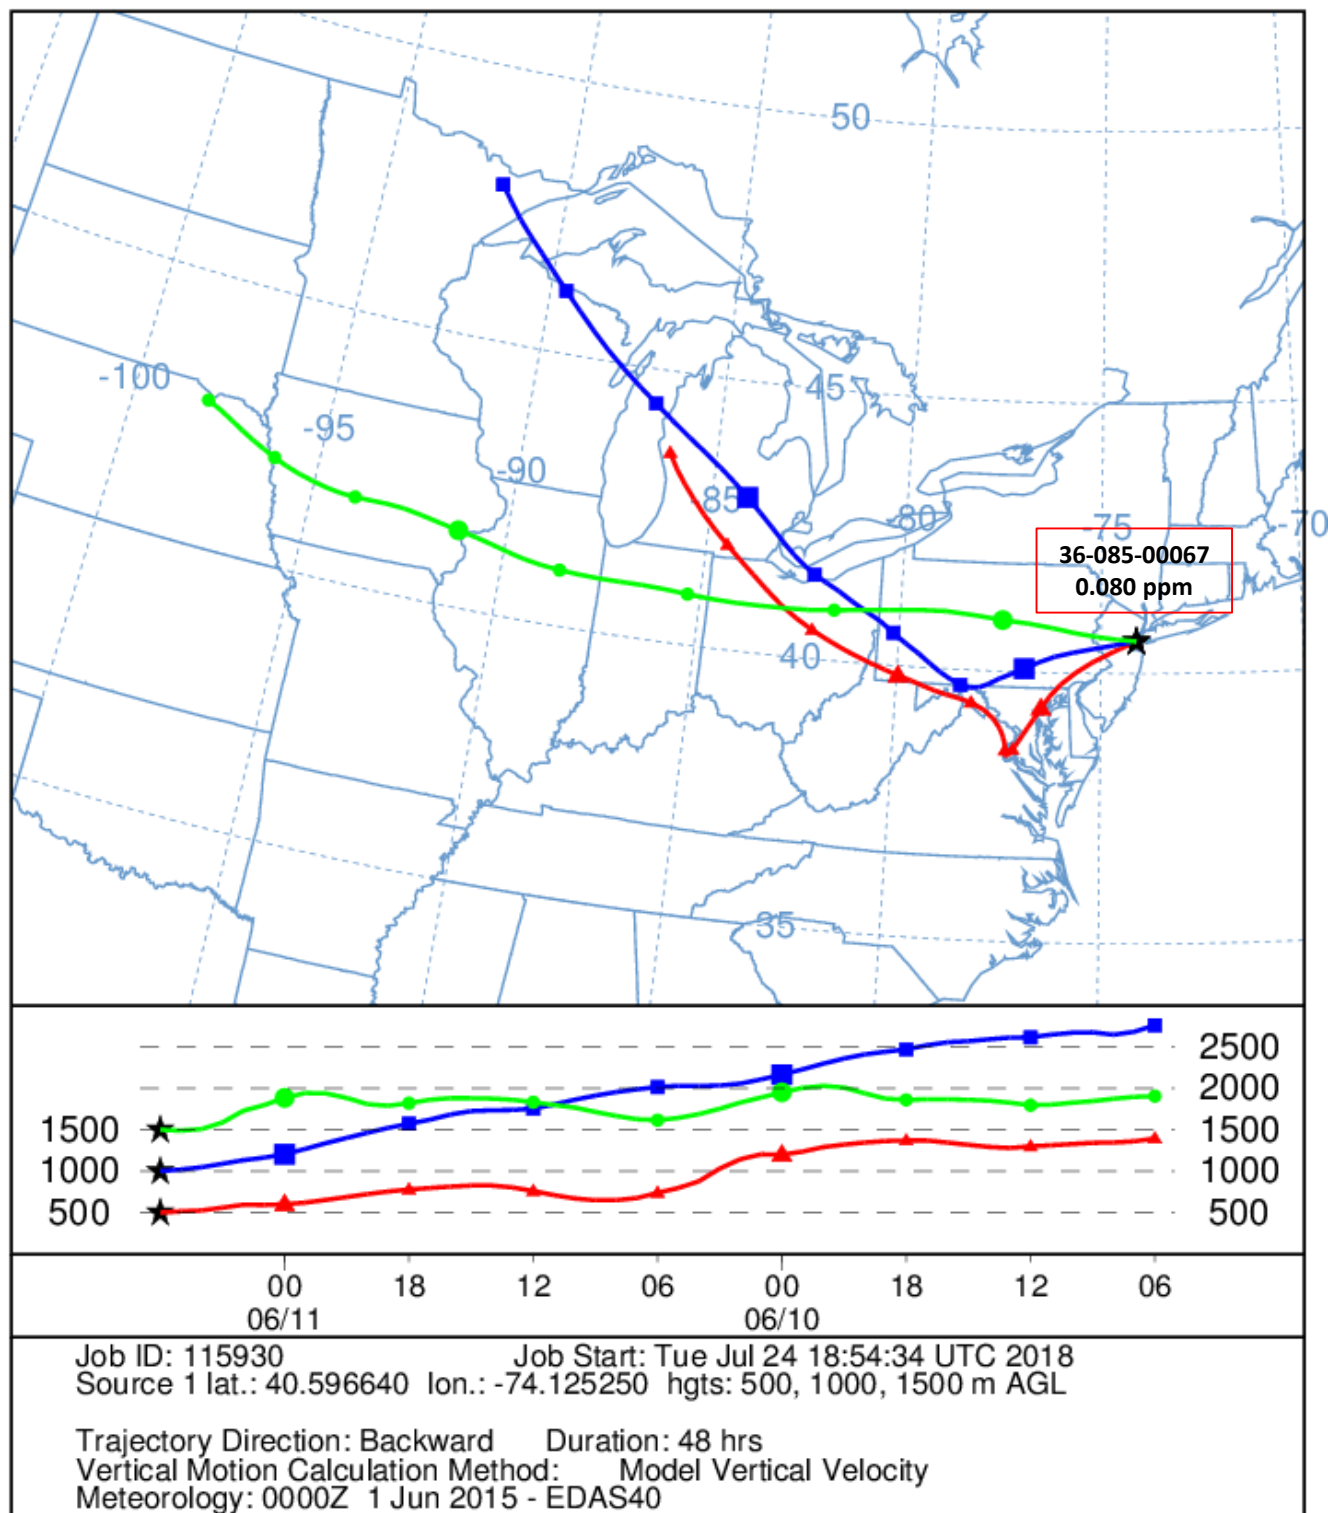 50
-100
45
-95
-90
-85
-80
-75
-70
36-085-00067
0.080 ppm
40
35
2500
2000
1500 1500
1000 1000
500 500
00 18 12 06 00 18 12 06
06/11 06/10
Job ID: 115930 Job Start: Tue Jul 24 18:54:34 UTC 2018
Source 1 lat.: 40.596640 lon.: -74.125250 hgts: 500, 1000, 1500 m AGL
Trajectory Direction: Backward Duration: 48 hrs
Vertical Motion Calculation Method: Model Vertical Velocity
Meteorology: 0000Z 1 Jun 2015 - EDAS40